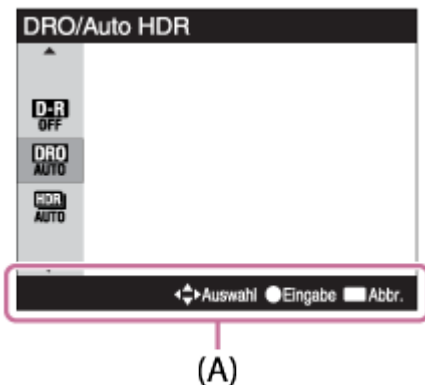 DRO/Auto HDR
D-R
OFF
DRO
AUTO
HDR
AUTO
Auswahl Eingabe Abbr.
(A)